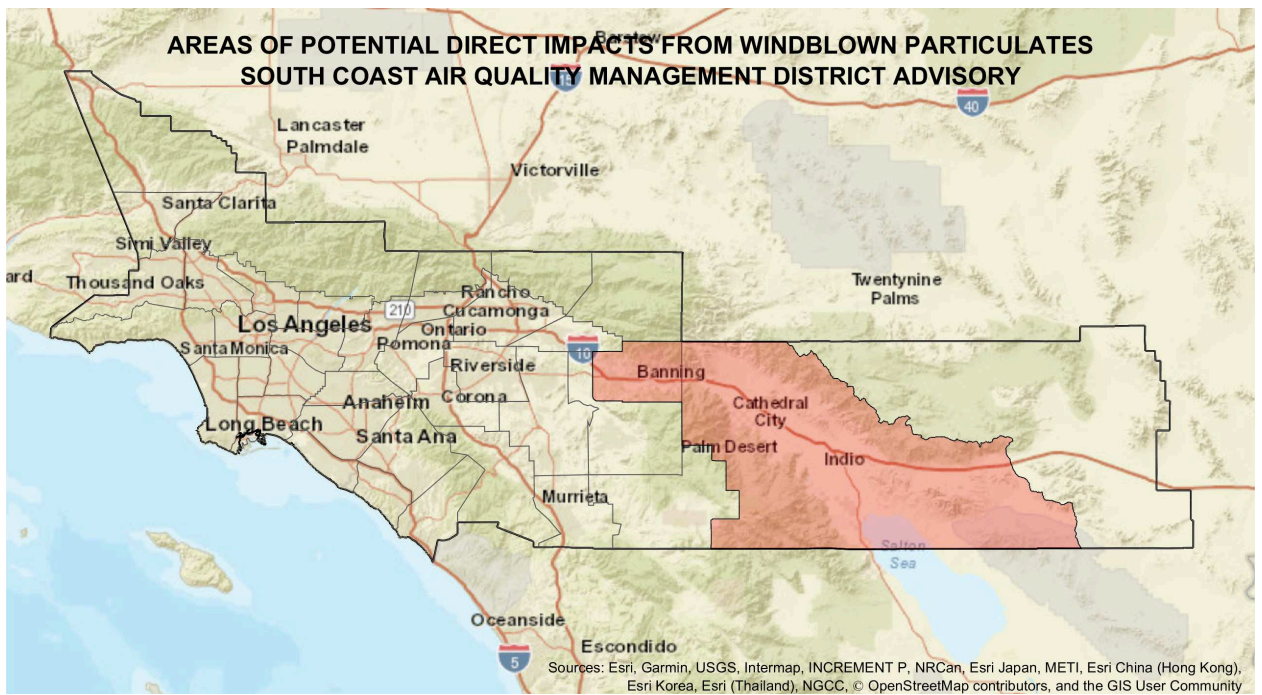 AREAS OF POTENTIAL DIRECT IMPACTS FROM WINDBLOWN PARTICULATES
SOUTH COAST AIR QUALITY MANAGEMENT DISTRICT ADVISORY
Barstow
15
40
Lancaster
Palmdale
Victorville
Santa Clarita
Simi Valley
ard
Thousand Oaks
Twentynine
Palms
Rancho
Cucamonga
210
Los Angeles
Ontario
Pomona
Santa Monica
10
Riverside
Banning
Anaheim
Corona
Cathedral
City
Long Beach
Santa Ana
Palm Desert
Indio
Murrieta
Salton
Sea
Oceanside
Escondido
5
Sources: Esri, Garmin, USGS, Intermap, INCREMENT P, NRCan, Esri Japan, METI, Esri China (Hong Kong),
Esri Korea, Esri (Thailand), NGCC, © OpenStreetMap contributors, and the GIS User Community